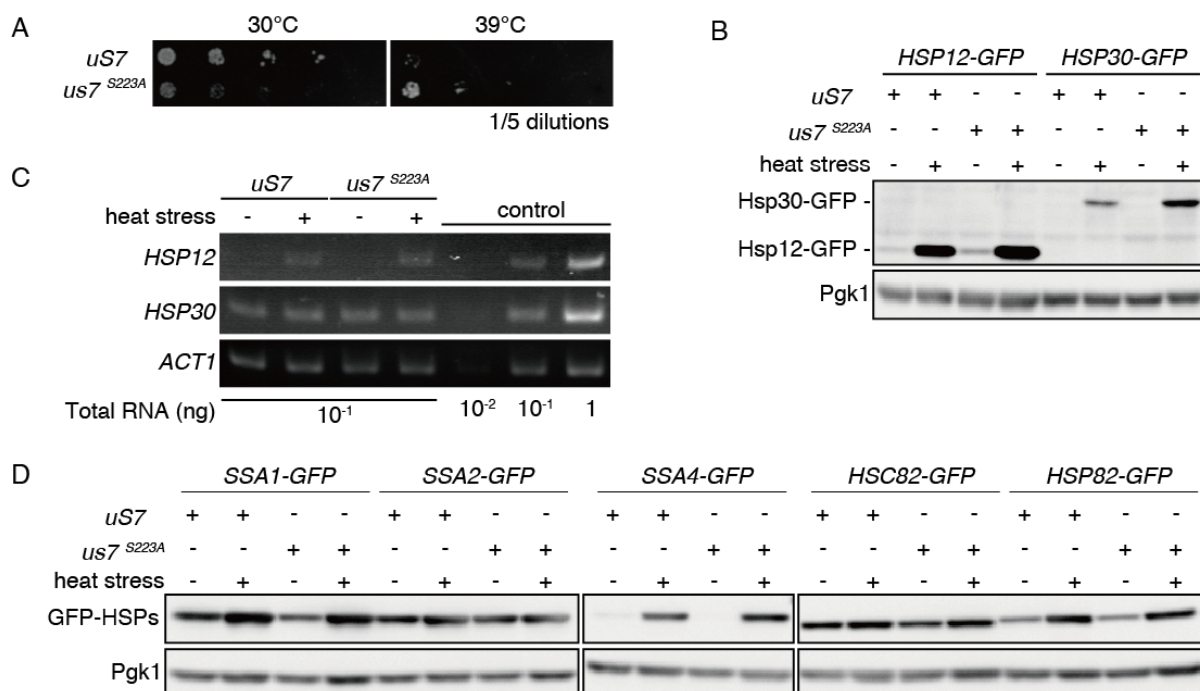 A
30°C 39°C
uS7
us7 S223A
1/5 dilutions
B
HSP12-GFP HSP30-GFP
uS7 + + - - + + - -
us7 S223A - - + + - - + +
heat stress - + - + - + - +
Hsp30-GFP -
Hsp12-GFP -
Pgk1
C
uS7 us7 S223A control
heat stress - + - +
HSP12
HSP30
ACT1
Total RNA (ng) 10-1 10-2 10-1 1
D
SSA1-GFP SSA2-GFP SSA4-GFP HSC82-GFP HSP82-GFP
uS7 + + - - + + - - + + - - + + - - + + - -
us7 S223A - - + + - - + + - - + + - - + + - - + +
heat stress - + - + - + - + - + - + - + - + - + - +
GFP-HSPs
Pgk1